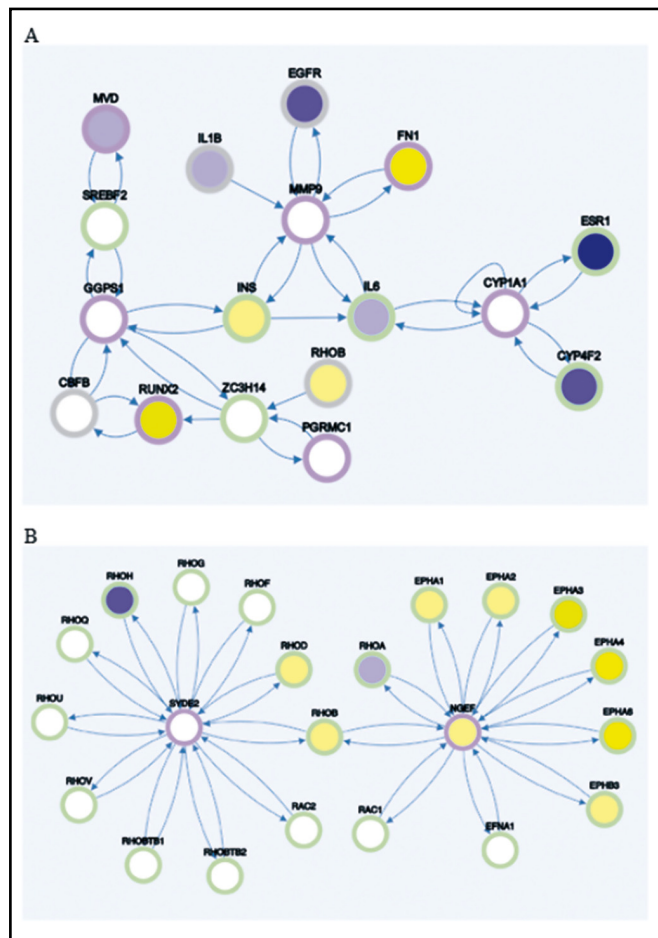 A
EGFR
MVD
IL1B
FN1
MMP9
SREBF2
ESR1
GGPS1
INS
IL6
CYP1A1
RHOB
CYP4F2
CBFB
RUNX2
ZC3H14
PGRMC1
B
RHOG
RHOF
RHOH
EPHA1
EPHA2
EPHA3
RHOQ
RHOD
RHOA
EPHA4
RHOU
SYDE2
RHOB
NGEF
EPHA6
RHOV
EPHB3
RAC2
RAC1
EFNA1
RHOBTB1
RHOBTB2